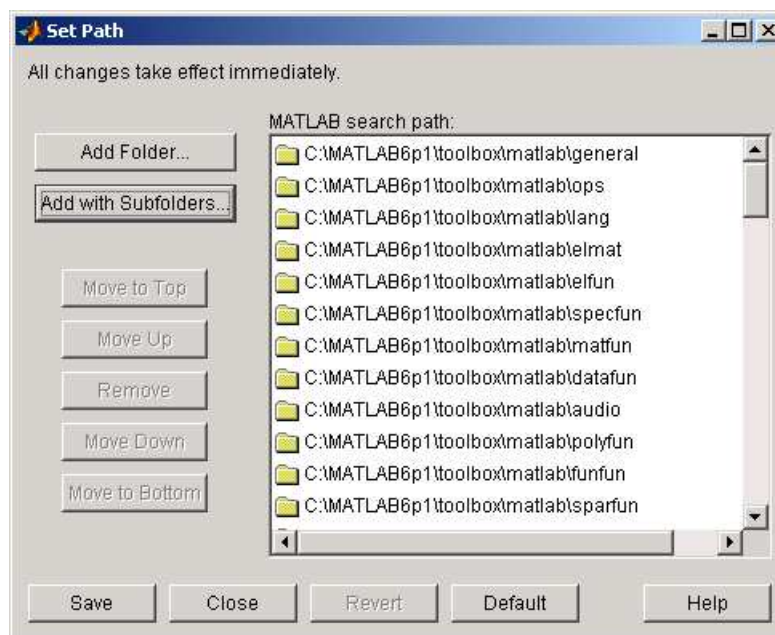 Set Path
All changes take effect immediately.
MATLAB search path:
Add Folder...
Add with Subfolders...
Move to Top
Move Up
Remove
Move Down
Move to Bottom
C:\MATLAB6p1\toolbox\matlab\general
C:\MATLAB6p1\toolbox\matlab\ops
C:\MATLAB6p1\toolbox\matlab\lang
C:\MATLAB6p1\toolbox\matlab\elmat
C:\MATLAB6p1\toolbox\matlab\elfun
C:\MATLAB6p1\toolbox\matlab\specfun
C:\MATLAB6p1\toolbox\matlab\matfun
C:\MATLAB6p1\toolbox\matlab\datafun
C:\MATLAB6p1\toolbox\matlab\audio
C:\MATLAB6p1\toolbox\matlab\polyfun
C:\MATLAB6p1\toolbox\matlab\funfun
C:\MATLAB6p1\toolbox\matlab\sparfun
Save
Close
Revert
Default
Help